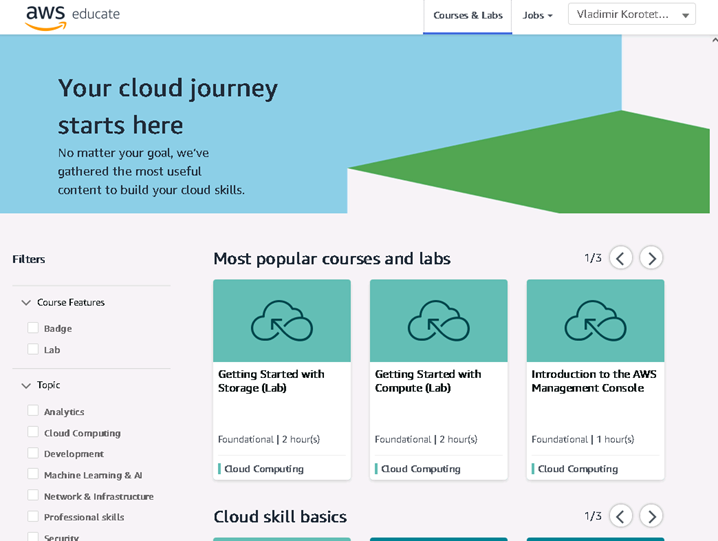 aws educate
Courses & Labs
Jobs
Vladimir Korotet...
Your cloud journey
starts here
No matter your goal, we've
gathered the most useful
content to build your cloud skills.
Filters
Course Features
Badge
Lab
Topic
Analytics
Cloud Computing
Development
Machine Learning & AI
Network & Infrastructure
Professional skills
Security
Most popular courses and labs
1/3
Getting Started with
Storage (Lab)
Foundational | 2 hour(s)
Cloud Computing
Getting Started with
Compute (Lab)
Foundational | 2 hour(s)
Cloud Computing
Introduction to the AWS
Management Console
Foundational | 1 hour(s)
Cloud Computing
Cloud skill basics
1/3